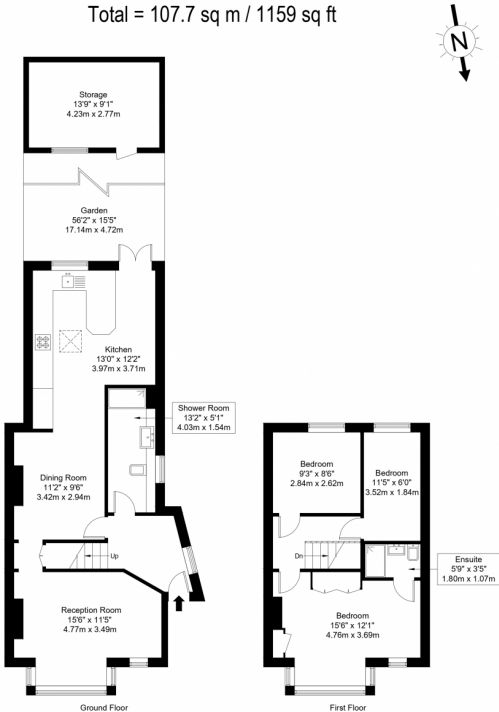 Total = 107.7 sq m / 1159 sq ft
N
Storage
13'9" x 9'1"
4.23m x 2.77m
Garden
56'2" x 15'5"
17.14m x 4.72m
Kitchen
13'0" x 12'2"
3.97m x 3.71m
Shower Room
13'2" x 5'1"
4.03m x 1.54m
Dining Room
11'2" x 9'6"
3.42m x 2.94m
Up
Reception Room
15'6" x 11'5"
4.77m x 3.49m
Ground Floor
Bedroom
9'3" x 8'6"
2.84m x 2.62m
Bedroom
11'5" x 6'0"
3.52m x 1.84m
Dn
Ensuite
5'9" x 3'5"
1.80m x 1.07m
Bedroom
15'6" x 12'1"
4.76m x 3.69m
First Floor